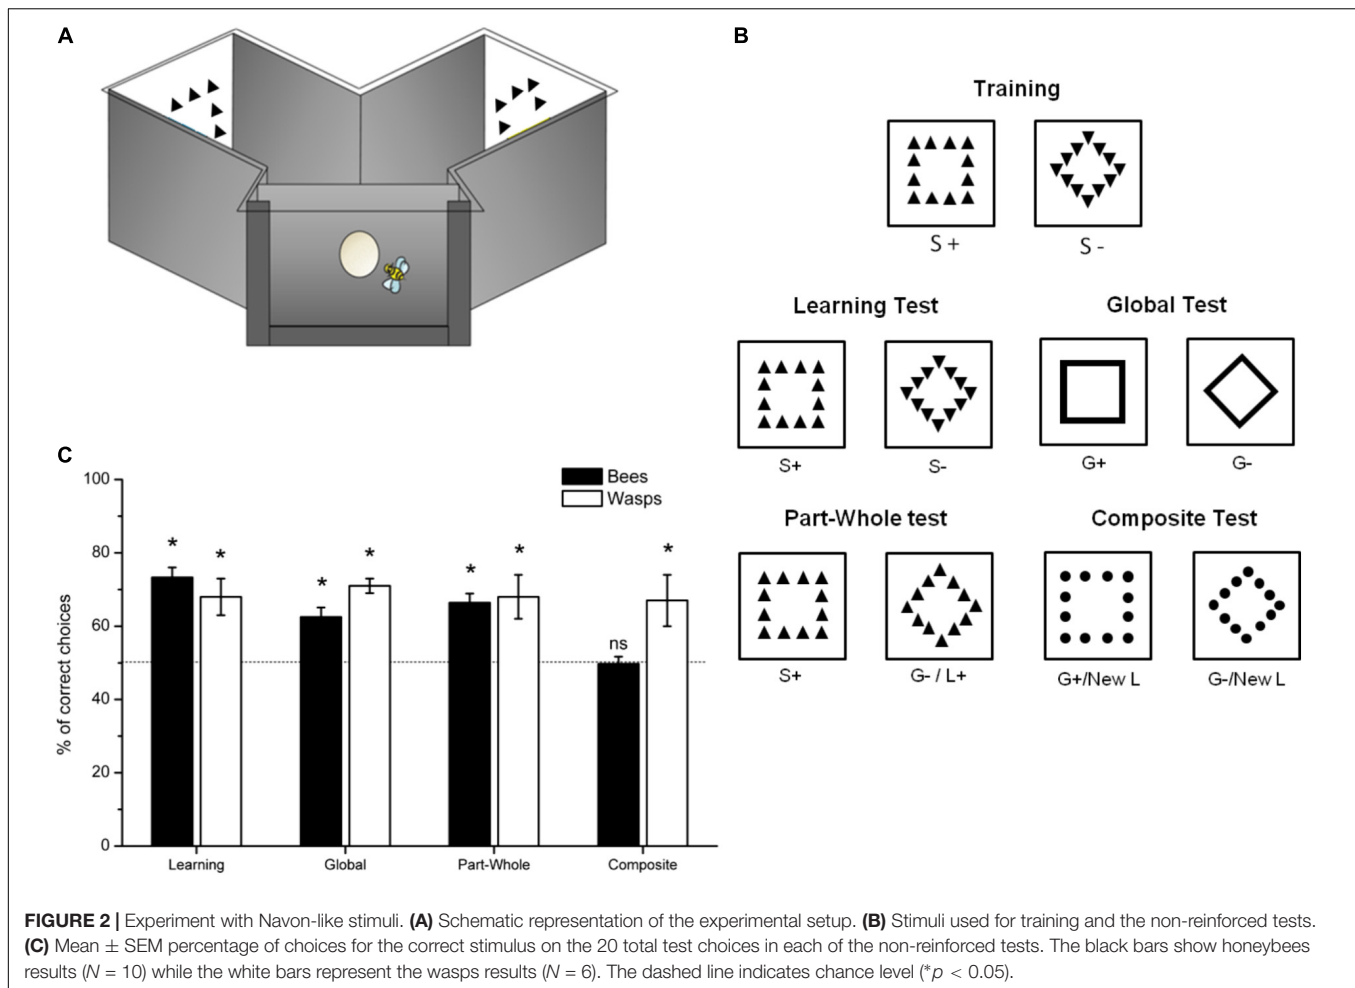 A
B
Training
S +
S -
Learning Test
Global Test
S+
S-
G+
G-
Part-Whole test
Composite Test
S+
G- / L+
G+/New L
G-/New L
C
100
80
60
40
20
0
% of correct choices
Bees
Wasps
*
*
*
*
*
*
ns
*
Learning
Global
Part-Whole
Composite
FIGURE 2 | Experiment with Navon-like stimuli. (A) Schematic representation of the experimental setup. (B) Stimuli used for training and the non-reinforced tests.
(C) Mean ± SEM percentage of choices for the correct stimulus on the 20 total test choices in each of the non-reinforced tests. The black bars show honeybees
results (N = 10) while the white bars represent the wasps results (N = 6). The dashed line indicates chance level (*p < 0.05).